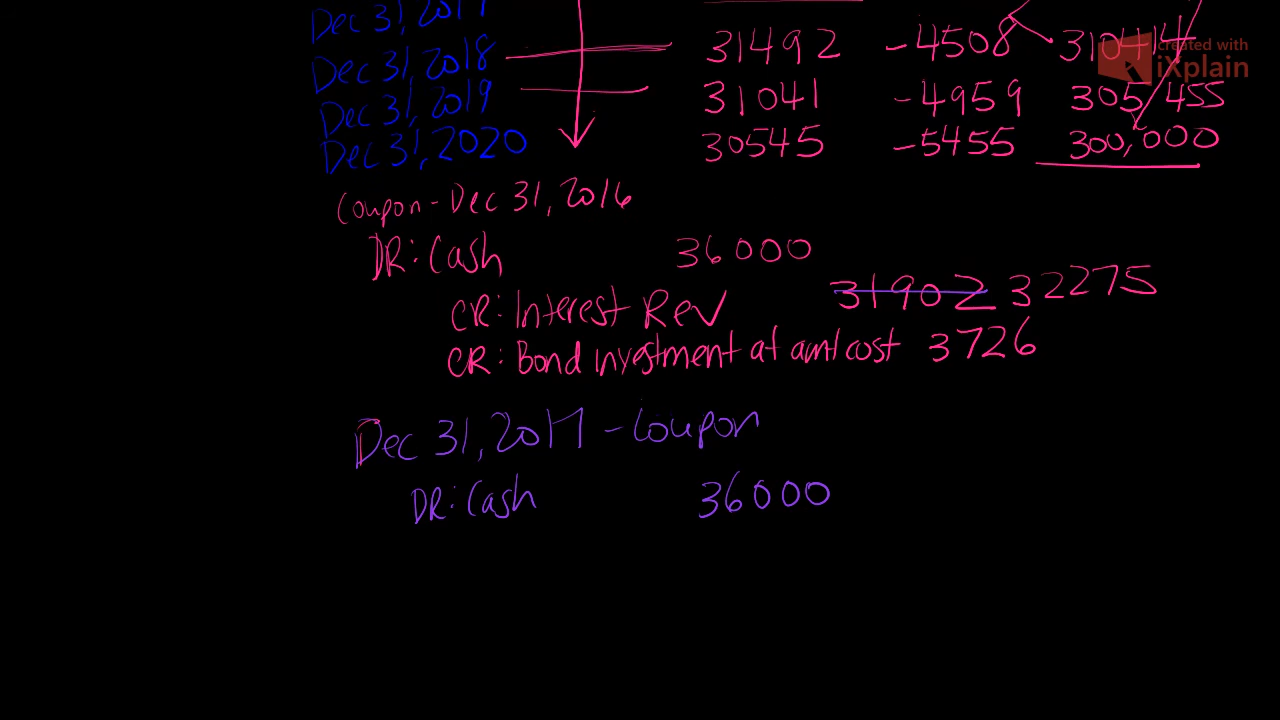 Dec 31, 2017
Dec 31, 2018 31492 -4508 310414
Dec 31, 2019 31041 -4959 305455
Dec 31, 2020 30545 -5455 300,000
Coupon - Dec 31, 2016
DR: Cash 36000
CR: Interest Rev 31902 32275
CR: Bond investment at amt cost 3726
Dec 31, 2017 - Coupon
DR: Cash 36000
created with
iXplain